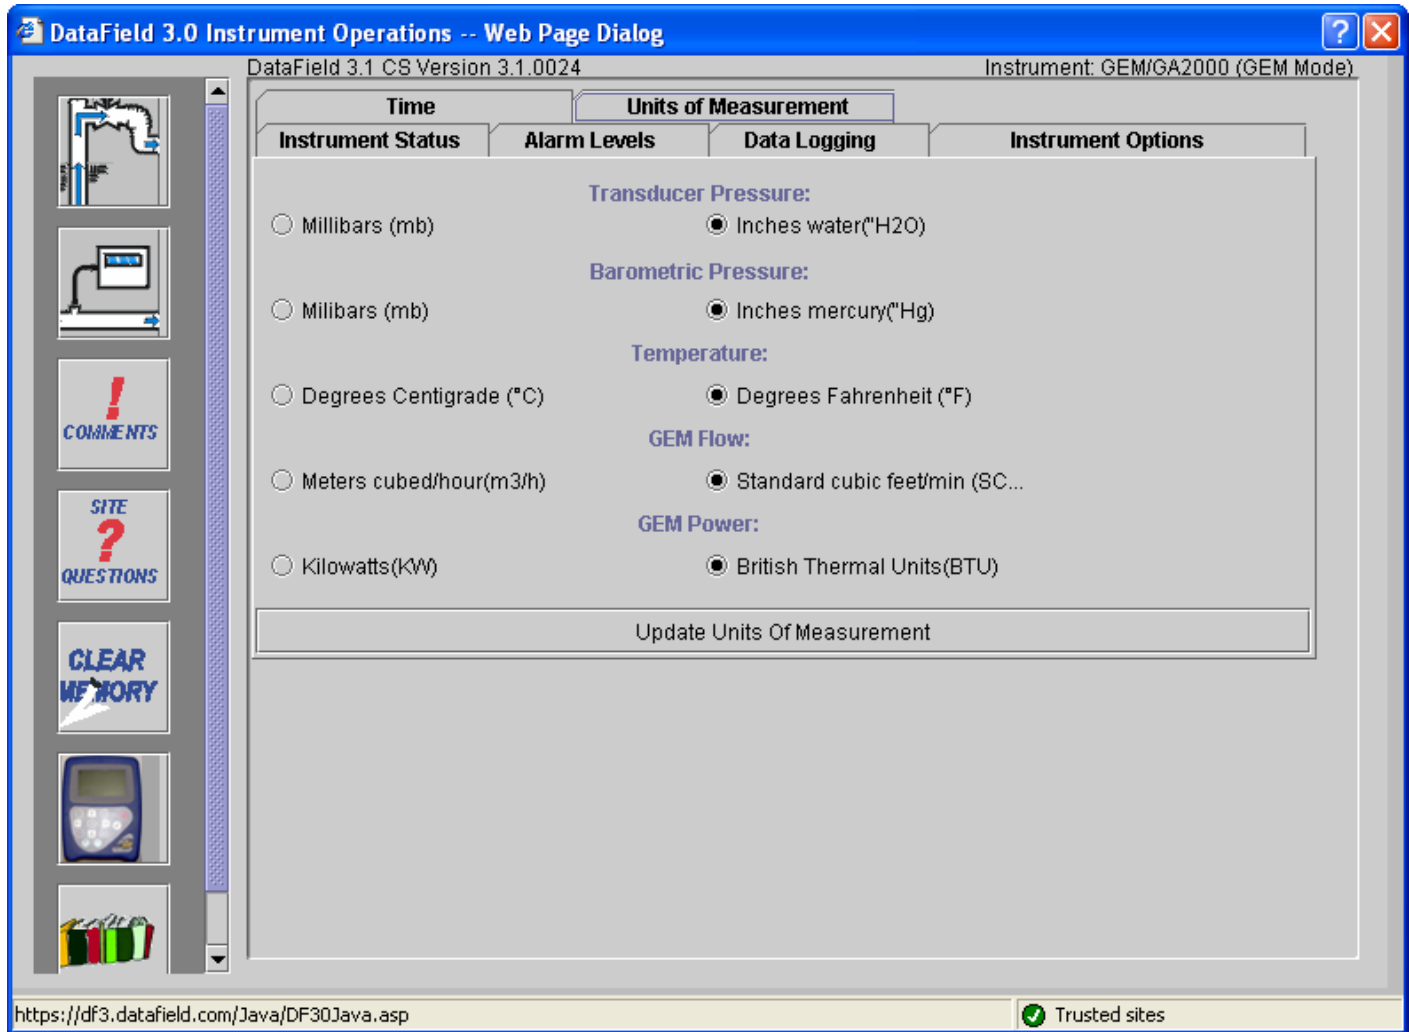 DataField 3.0 Instrument Operations -- Web Page Dialog
DataField 3.1 CS Version 3.1.0024 Instrument: GEM/GA2000 (GEM Mode)
Time Units of Measurement
Instrument Status Alarm Levels Data Logging Instrument Options
Transducer Pressure:
Millibars (mb) Inches water("H2O)
Barometric Pressure:
Milibars (mb) Inches mercury("Hg)
Temperature:
Degrees Centigrade (°C) Degrees Fahrenheit (°F)
GEM Flow:
Meters cubed/hour(m3/h) Standard cubic feet/min (SC...
GEM Power:
Kilowatts(KW) British Thermal Units(BTU)
Update Units Of Measurement
!
COMMENTS
SITE
?
QUESTIONS
CLEAR
MEMORY
https://df3.datafield.com/Java/DF30Java.asp Trusted sites